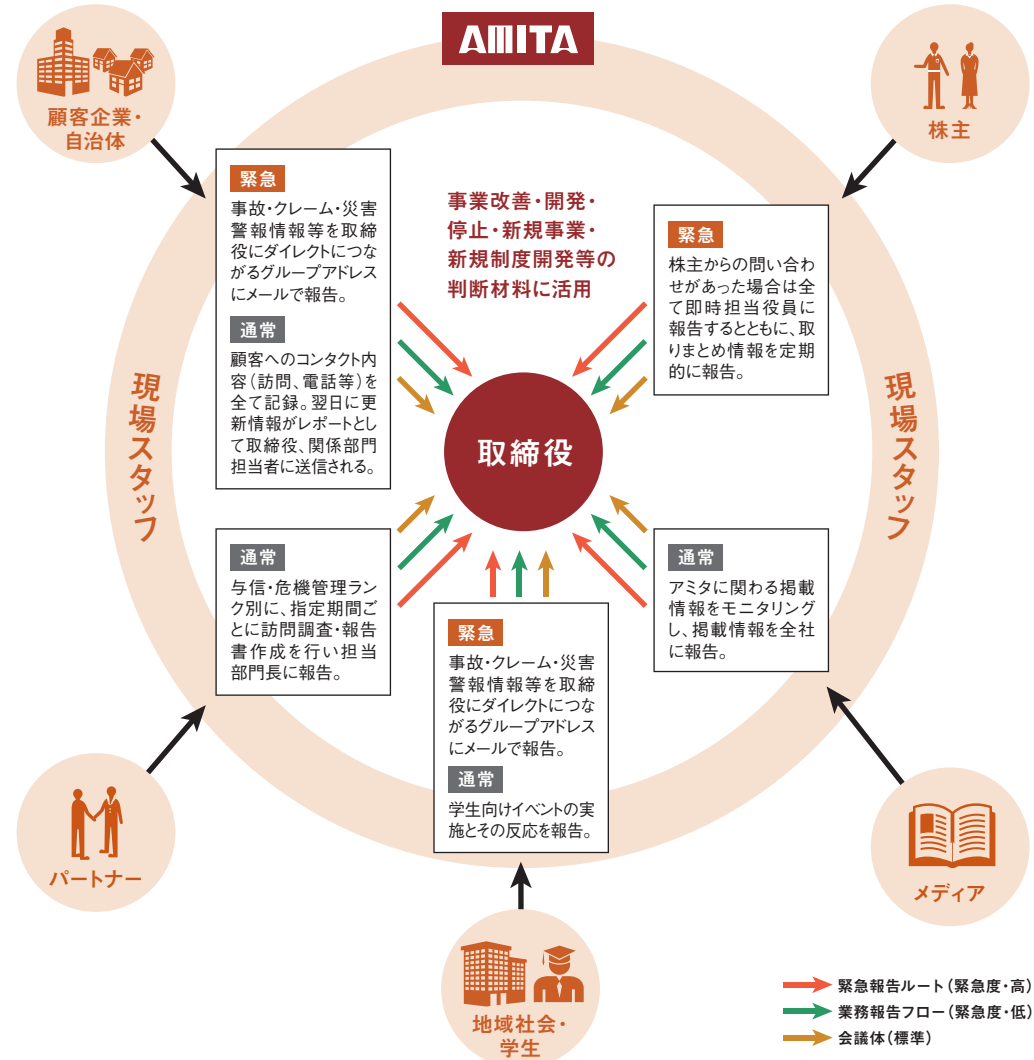 AMITA
顧客企業・
自治体
株主
緊急
事故・クレーム・災害
警報情報等を取締
役にダイレクトにつな
がるグループアドレス
にメールで報告。
通常
顧客へのコンタクト内
容(訪問、電話等)を
全て記録。翌日に更
新情報がレポートとし
て取締役、関係部門
担当者に送信される。
事業改善・開発・
停止・新規事業・
新規制度開発等の
判断材料に活用
緊急
株主からの問い合わ
せがあった場合は全
て即時担当役員に
報告するとともに、取
りまとめ情報を定期
的に報告。
現場スタッフ
取締役
現場スタッフ
通常
与信・危機管理ラン
ク別に、指定期間ご
とに訪問調査・報告
書作成を行い担当
部門長に報告。
緊急
事故・クレーム・災害
警報情報等を取締
役にダイレクトにつな
がるグループアドレス
にメールで報告。
通常
学生向けイベントの実
施とその反応を報告。
通常
アミタに関わる掲載
情報をモニタリング
し、掲載情報を全社
に報告。
パートナー
メディア
地域社会・
学生
緊急報告ルート(緊急度・高)
業務報告フロー(緊急度・低)
会議体(標準)